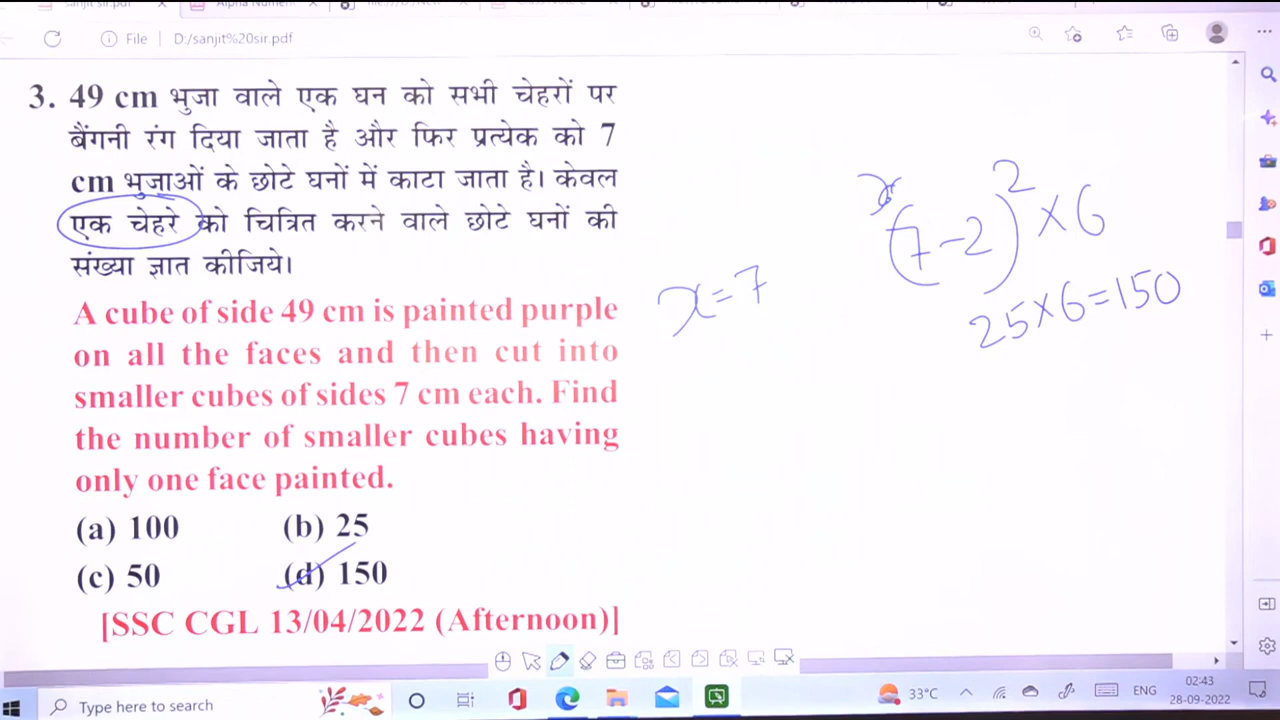 File
D:/sanjit%20sir.pdf
3. 49 cm भुजा वाले एक घन को सभी चेहरों पर
बैंगनी रंग दिया जाता है और फिर प्रत्येक को 7
cm भुजाओं के छोटे घनों में काटा जाता है। केवल
एक चेहरे को चित्रित करने वाले छोटे घनों की
संख्या ज्ञात कीजिये।
A cube of side 49 cm is painted purple
on all the faces and then cut into
smaller cubes of sides 7 cm each. Find
the number of smaller cubes having
only one face painted.
(a) 100 (b) 25
(c) 50 (d) 150
[SSC CGL 13/04/2022 (Afternoon)]
x
(7-2)² × 6
x = 7
25 × 6 = 150
Type here to search
33°C
ENG
02:43
28-09-2022